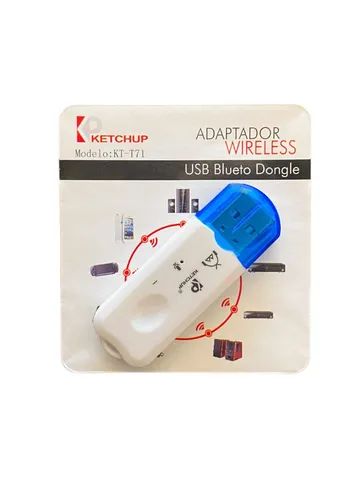 KETCHUP
Modelo:KT-T71
ADAPTADOR
WIRELESS
USB Blueto Dongle
KETCHUP